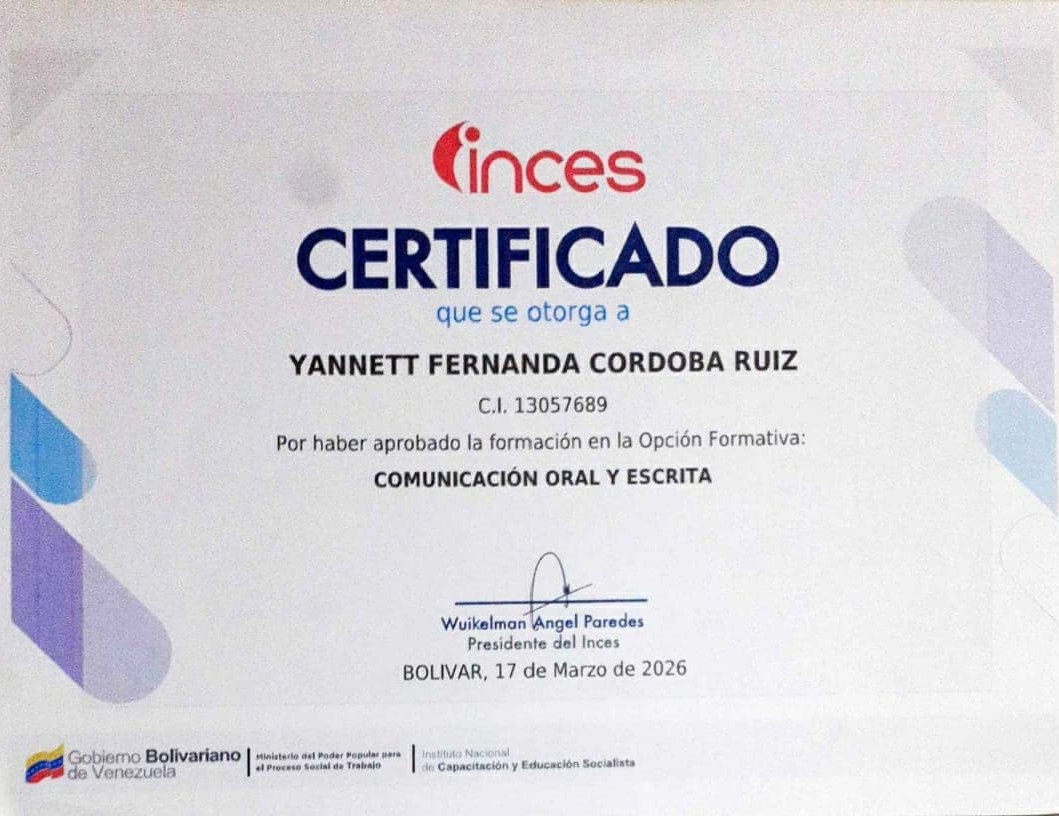 inces
CERTIFICADO
que se otorga a
YANNETT FERNANDA CORDOBA RUIZ
C.I. 13057689
Por haber aprobado la formación en la Opción Formativa:
COMUNICACIÓN ORAL Y ESCRITA
Wuikelman Angel Paredes
Presidente del Inces
BOLIVAR, 17 de Marzo de 2026
Gobierno Bolivariano
de Venezuela
Ministerio del Poder Popular para
el Proceso Social de Trabajo
Instituto Nacional
de Capacitación y Educación Socialista